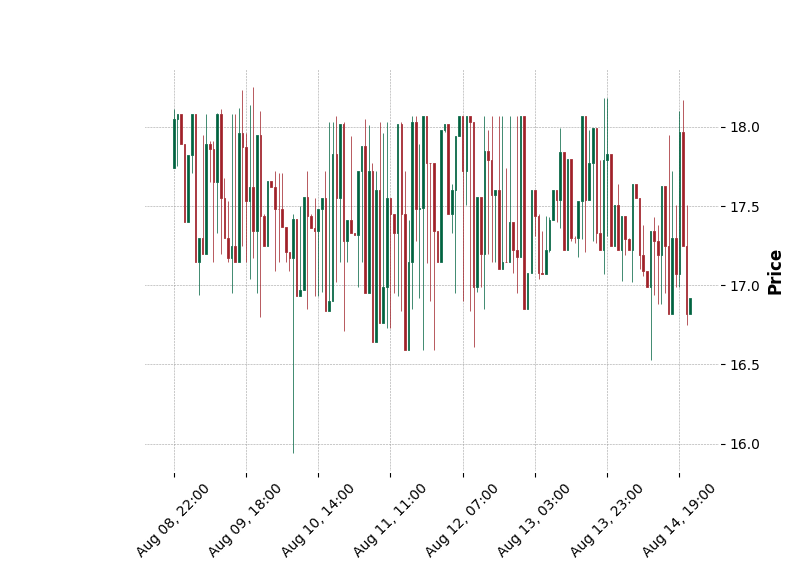 18.0
17.5
17.0
16.5
16.0
Price
Aug 08, 22:00
Aug 09, 18:00
Aug 10, 14:00
Aug 11, 11:00
Aug 12, 07:00
Aug 13, 03:00
Aug 13, 23:00
Aug 14, 19:00